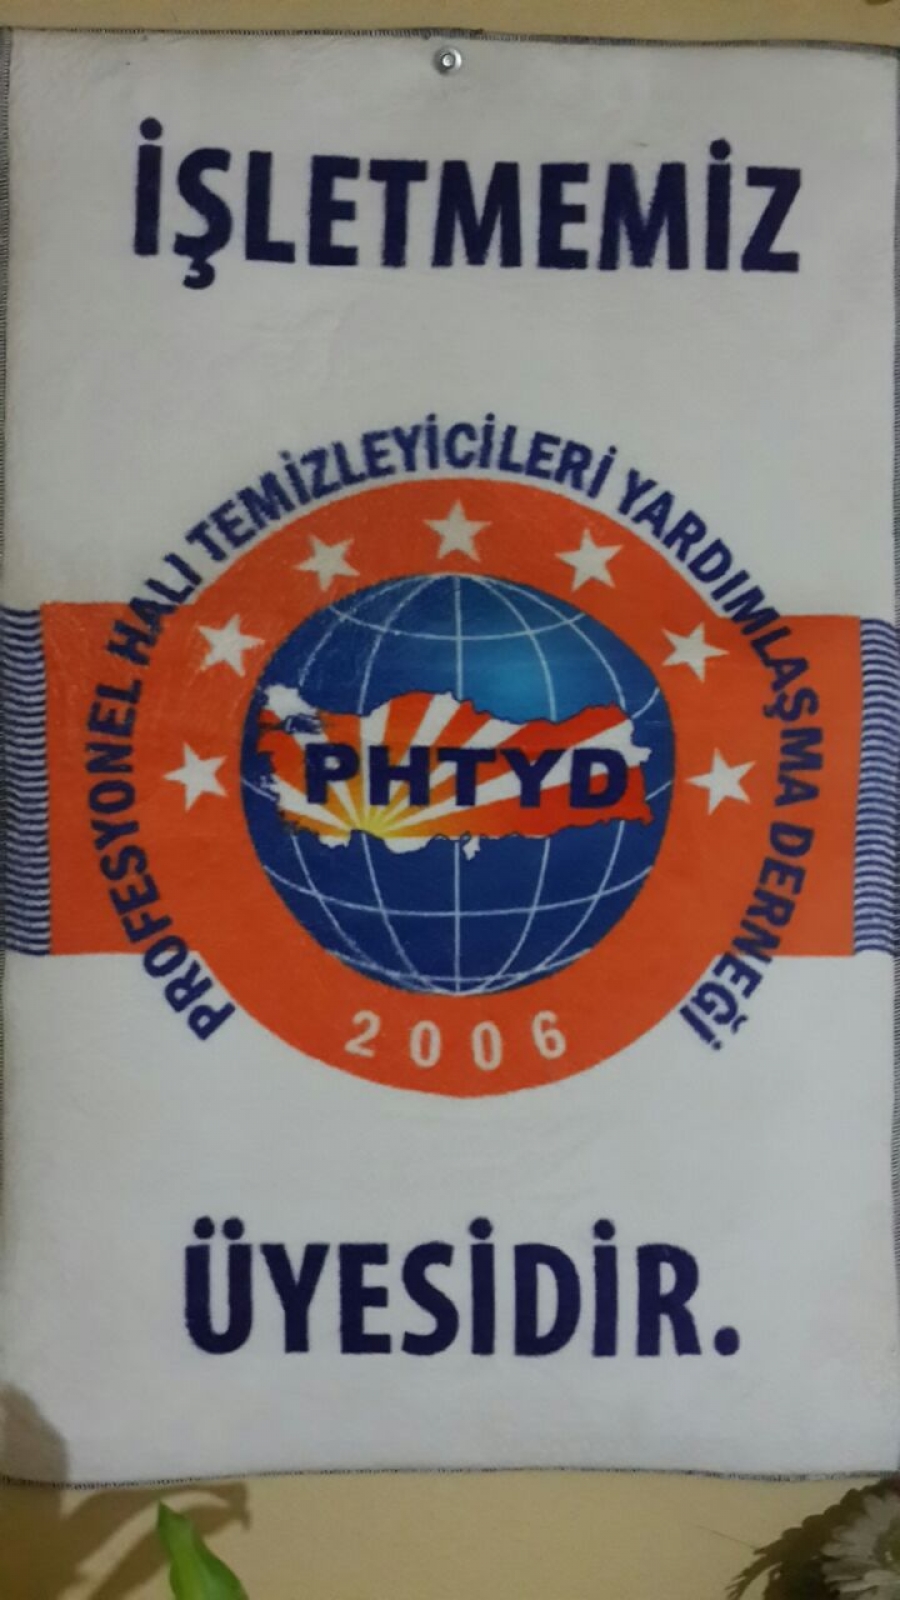 İŞLETMEMİZ
PROFESYONEL HALI TEMİZLEYİCİLERİ YARDIMLAŞMA DERNEĞİ
PHTYD
2006
ÜYESİDİR.